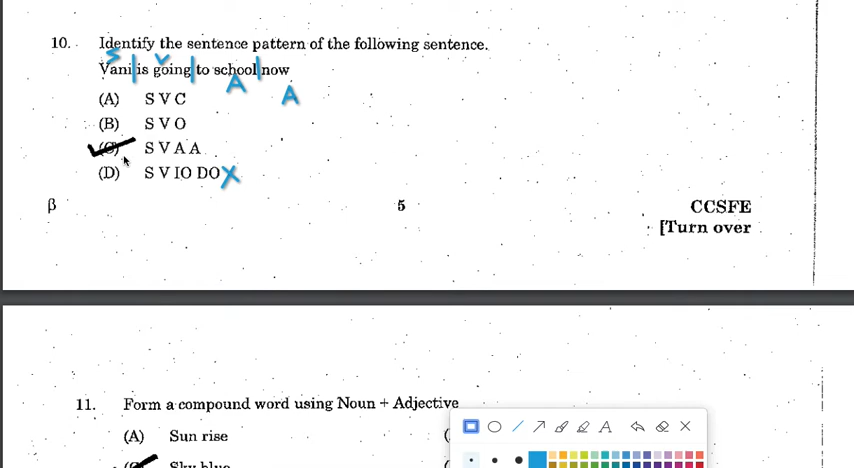 10. Identify the sentence pattern of the following sentence.
S V
Vani is going to school now
A A
(A) S V C
(B) S V O
(C) S V A A
(D) S V IO DO X
β 5 CCSFE
[Turn over
11. Form a compound word using Noun + Adjective
(A) Sun rise (
Sky blue
A